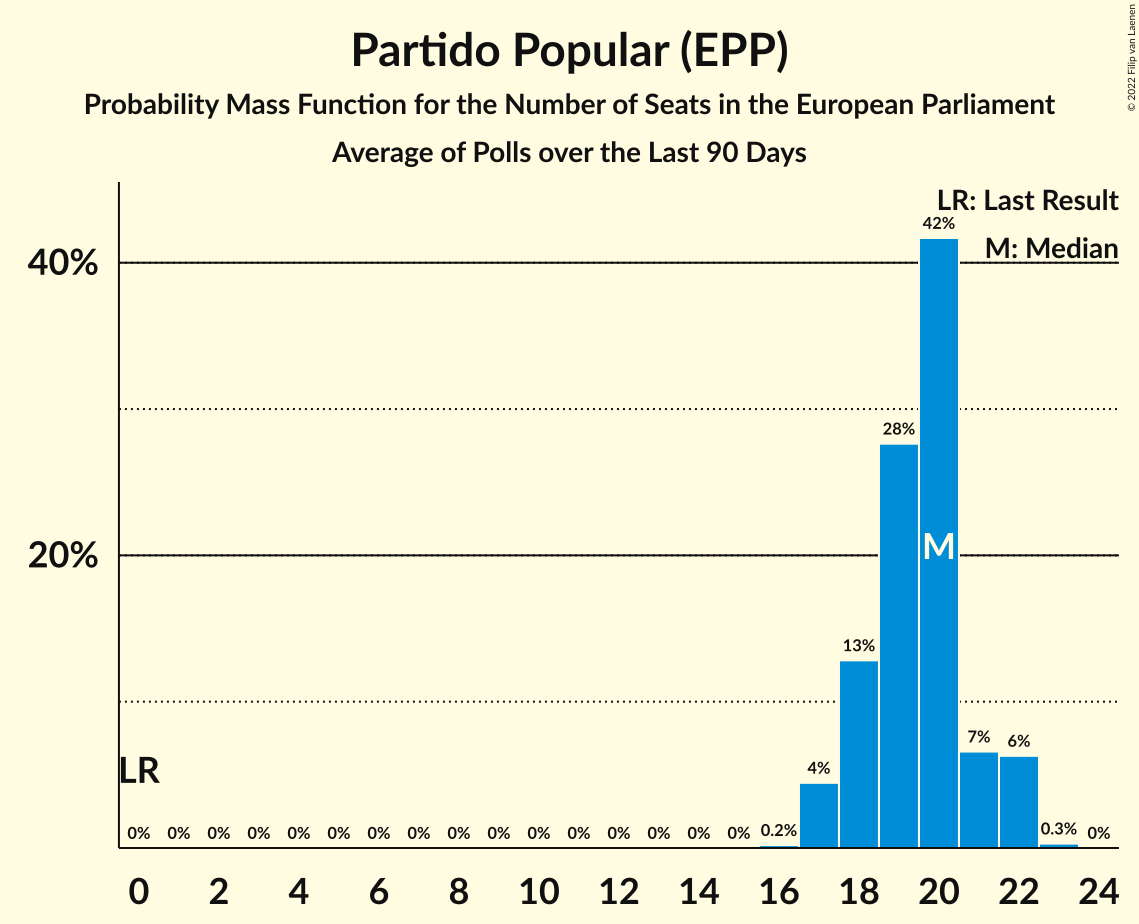 Partido Popular (EPP)
Probability Mass Function for the Number of Seats in the European Parliament
Average of Polls over the Last 90 Days
© 2022 Filip van Laenen
LR: Last Result
M: Median
40%
20%
42%
28%
13%
7%
6%
4%
0.2%
0.3%
M
LR
0% 0% 0% 0% 0% 0% 0% 0% 0% 0% 0% 0% 0% 0% 0% 0% 0%
0 2 4 6 8 10 12 14 16 18 20 22 24